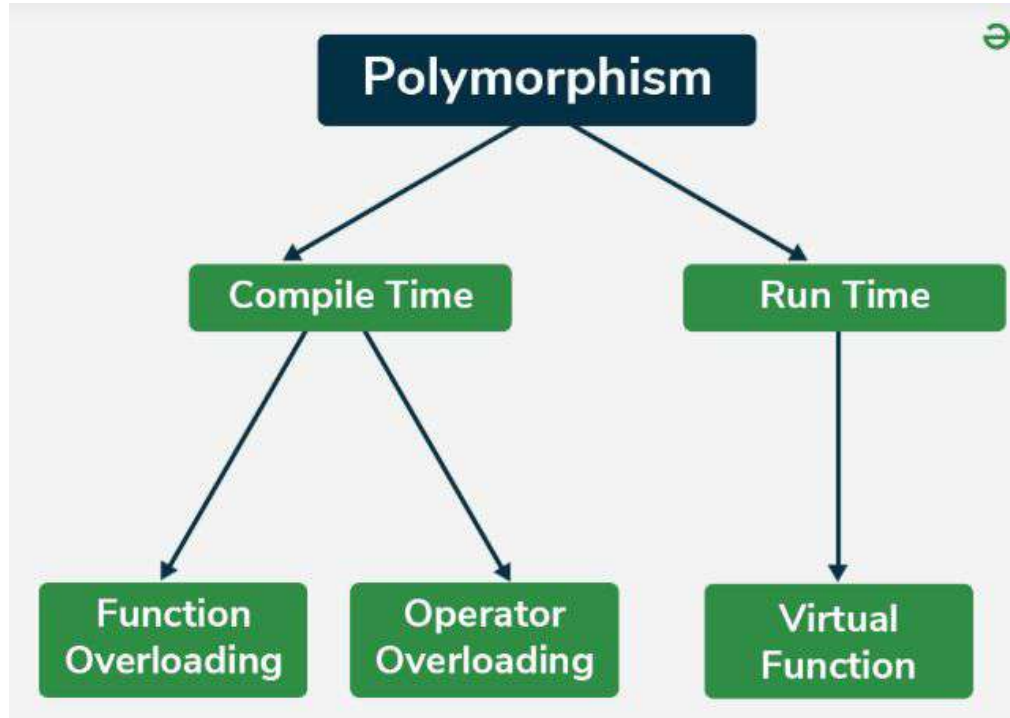 Polymorphism
Compile Time
Run Time
Function
Overloading
Operator
Overloading
Virtual
Function